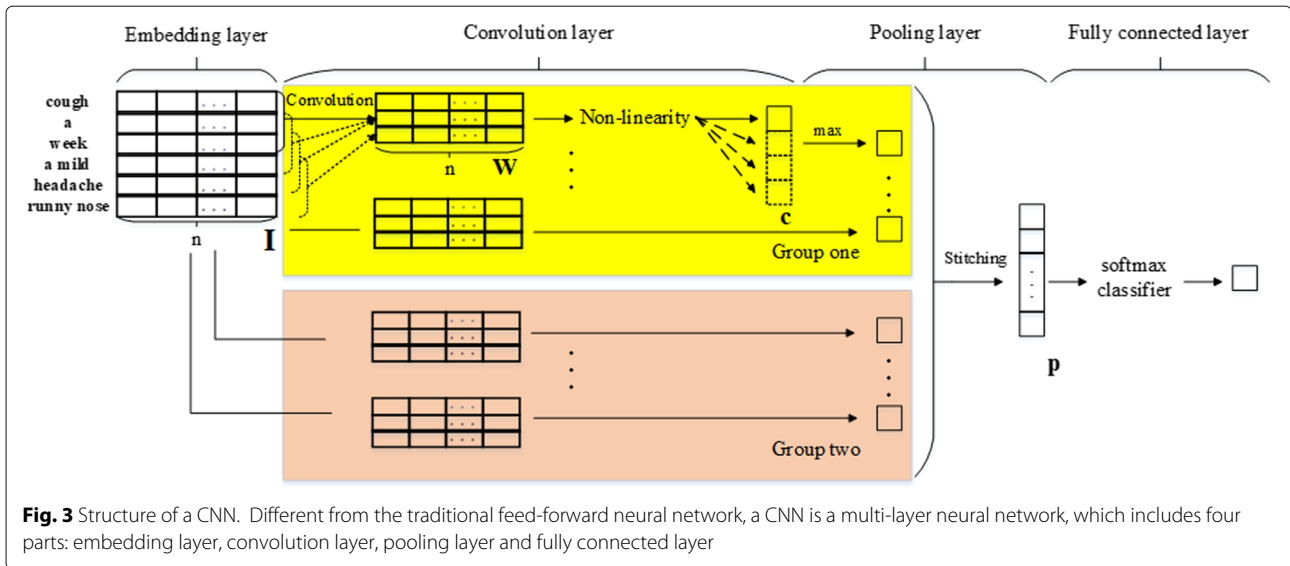 Embedding layer
Convolution layer
Pooling layer
Fully connected layer
cough
a
week
a mild
headache
runny nose
n
I
Convolution
n
W
Non-linearity
c
max
Group one
Group two
Stitching
p
softmax
classifier
Fig. 3 Structure of a CNN. Different from the traditional feed-forward neural network, a CNN is a multi-layer neural network, which includes four
parts: embedding layer, convolution layer, pooling layer and fully connected layer